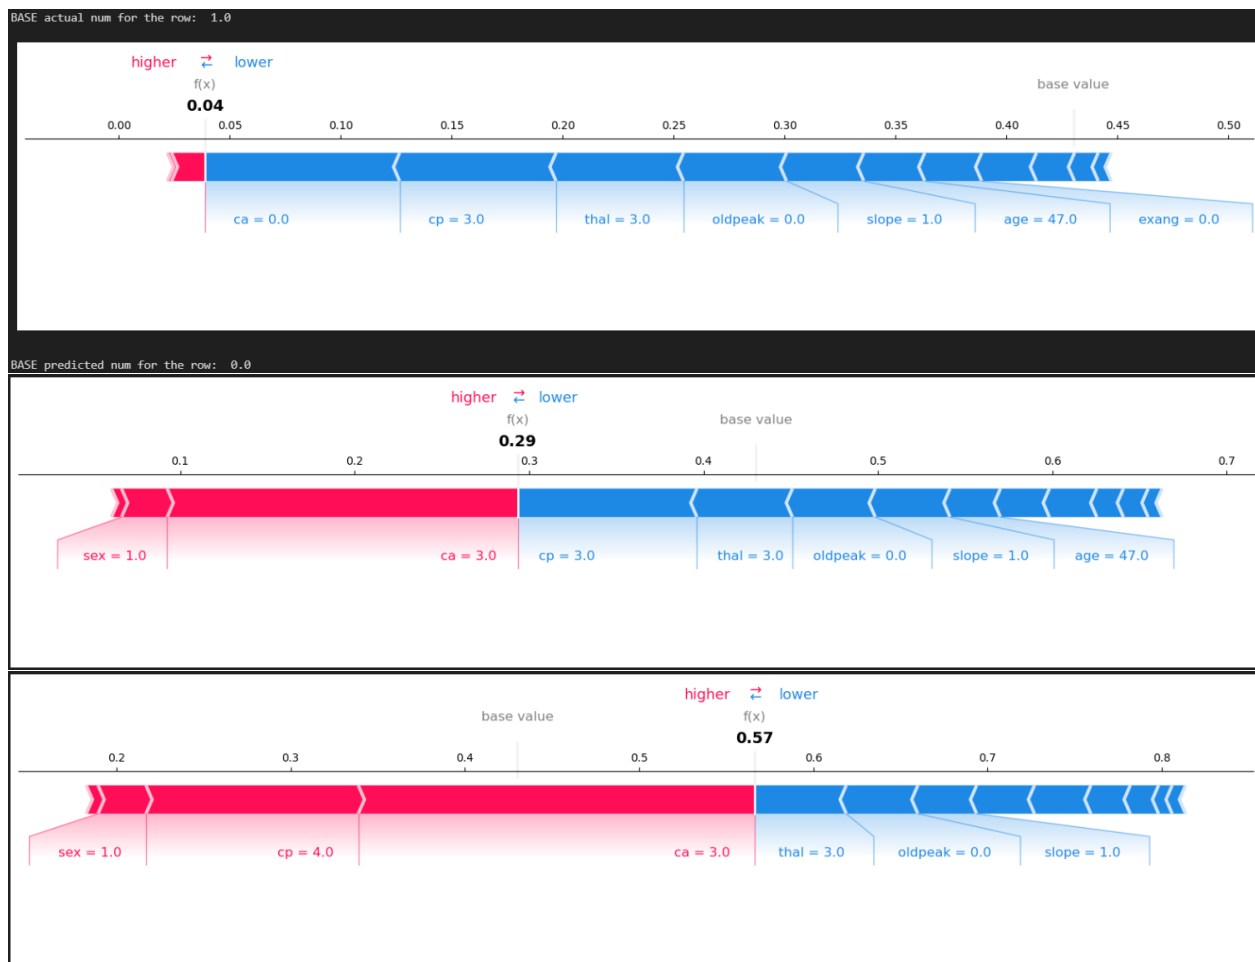 BASE actual num for the row: 1.0
higher ⇄ lower
f(x)
base value
0.04
0.00 0.05 0.10 0.15 0.20 0.25 0.30 0.35 0.40 0.45 0.50
ca = 0.0 cp = 3.0 thal = 3.0 oldpeak = 0.0 slope = 1.0 age = 47.0 exang = 0.0
BASE predicted num for the row: 0.0
higher ⇄ lower
f(x)
base value
0.29
0.1 0.2 0.3 0.4 0.5 0.6 0.7
sex = 1.0 ca = 3.0 cp = 3.0 thal = 3.0 oldpeak = 0.0 slope = 1.0 age = 47.0
higher ⇄ lower
base value f(x)
0.57
0.2 0.3 0.4 0.5 0.6 0.7 0.8
sex = 1.0 cp = 4.0 ca = 3.0 thal = 3.0 oldpeak = 0.0 slope = 1.0